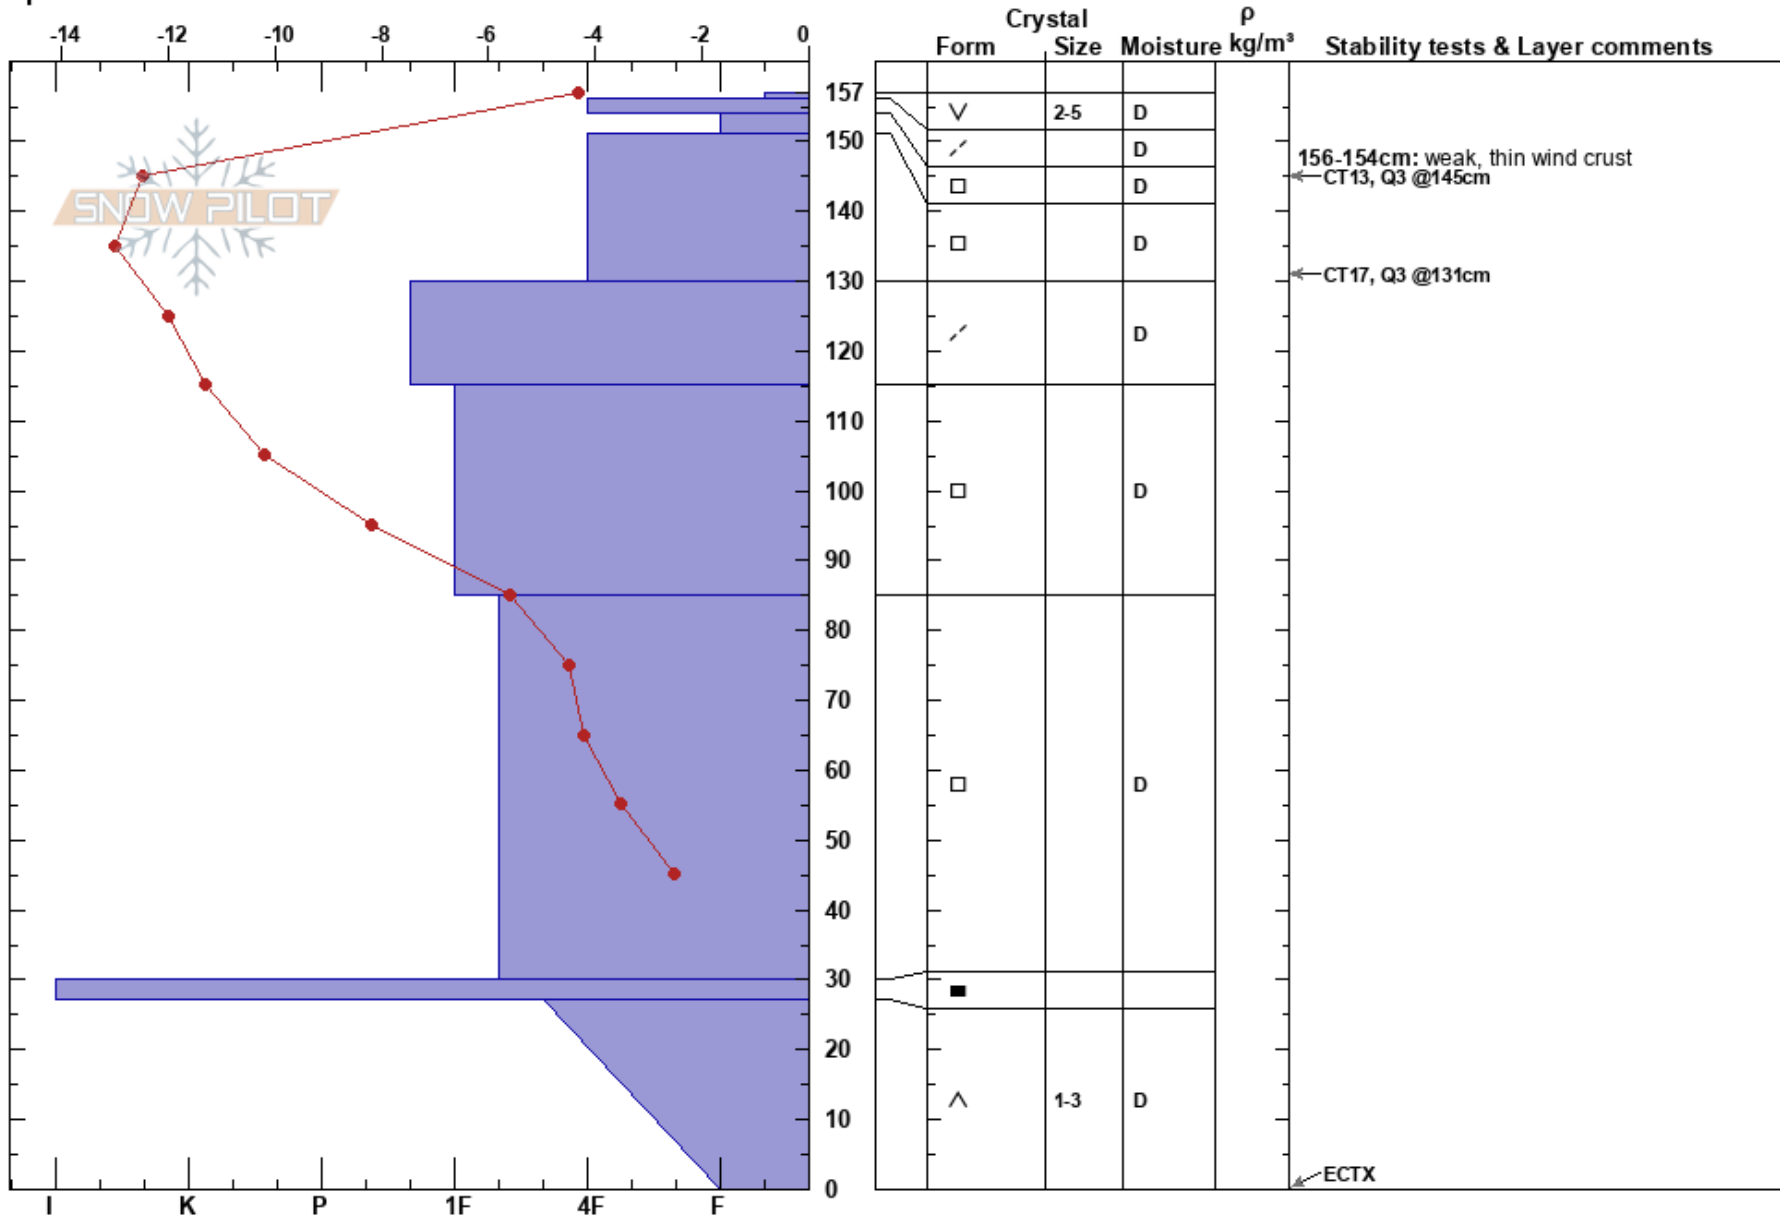 Crystal ρ
-14 -12 -10 -8 -6 -4 -2 0 Form Size Moisture kg/m³ Stability tests & Layer comments
157 2-5 D
150 D 156-154cm: weak, thin wind crust
SNOW PILOT D CT13, Q3 @145cm
140
D
130 CT17, Q3 @131cm
D
120
110
100 D
90
80
70
60
D
50
40
30
20
10 1-3 D
0 ECTX
I K P 1F 4F F